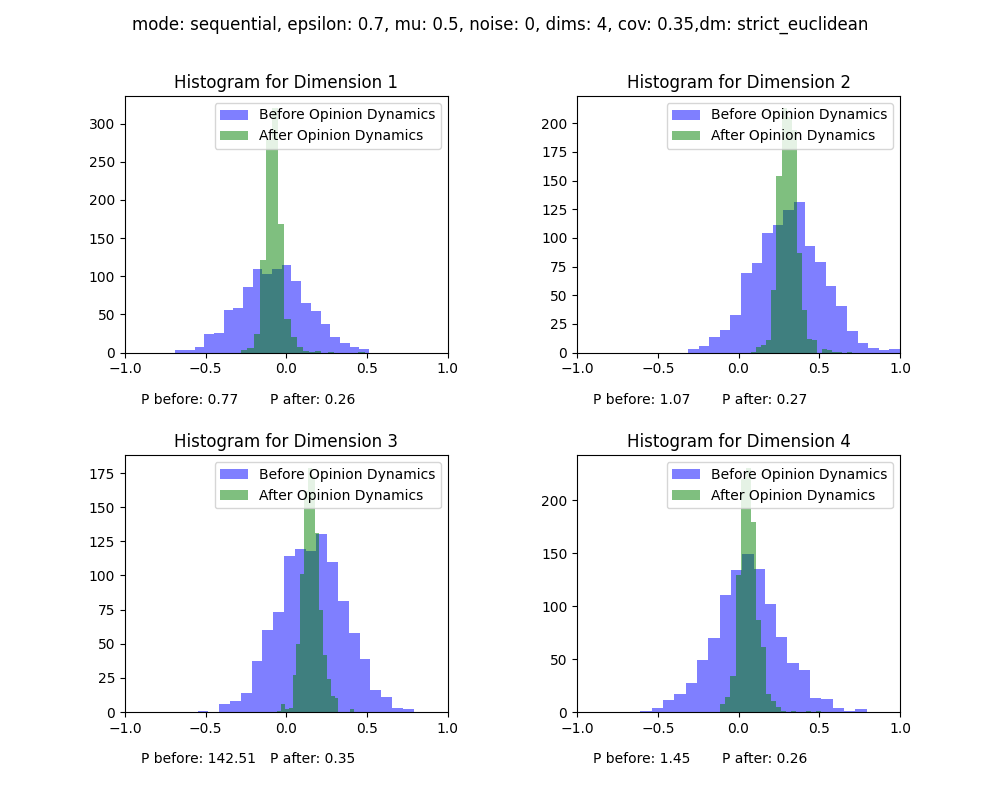 mode: sequential, epsilon: 0.7, mu: 0.5, noise: 0, dims: 4, cov: 0.35,dm: strict_euclidean
Histogram for Dimension 1
Before Opinion Dynamics
After Opinion Dynamics
300
250
200
150
100
50
0
−1.0 −0.5 0.0 0.5 1.0
P before: 0.77 P after: 0.26
Histogram for Dimension 2
Before Opinion Dynamics
After Opinion Dynamics
200
175
150
125
100
75
50
25
0
−1.0 −0.5 0.0 0.5 1.0
P before: 1.07 P after: 0.27
Histogram for Dimension 3
Before Opinion Dynamics
After Opinion Dynamics
175
150
125
100
75
50
25
0
−1.0 −0.5 0.0 0.5 1.0
P before: 142.51 P after: 0.35
Histogram for Dimension 4
Before Opinion Dynamics
After Opinion Dynamics
200
150
100
50
0
−1.0 −0.5 0.0 0.5 1.0
P before: 1.45 P after: 0.26